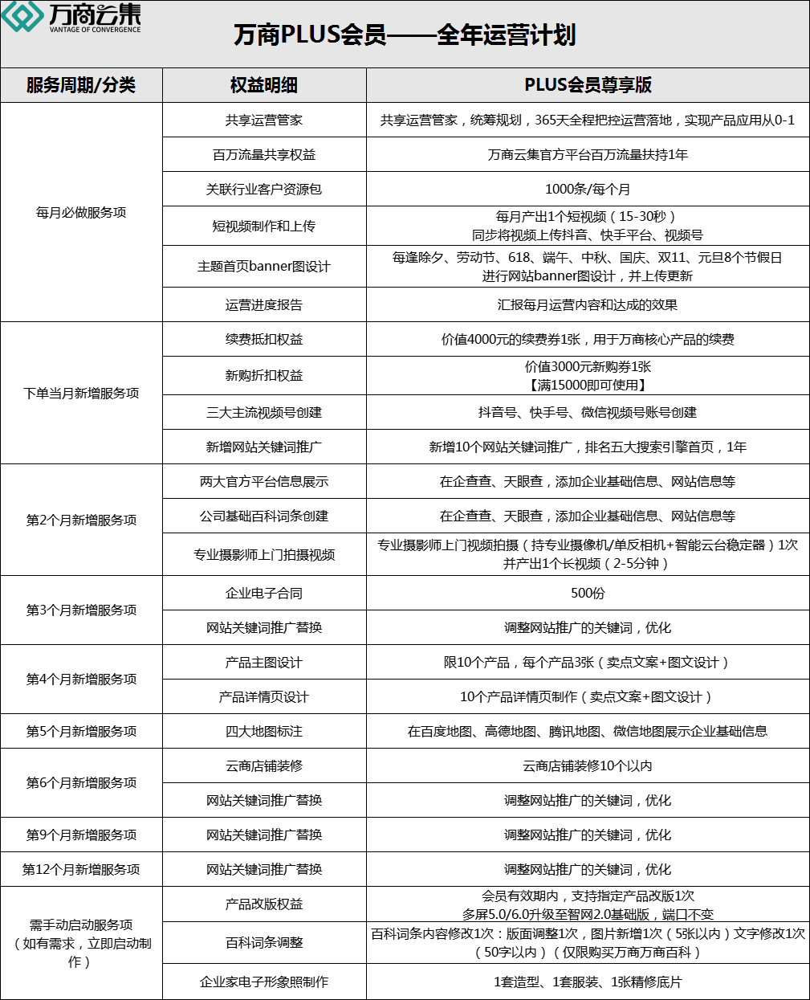 万商云集
VANTAGE OF CONVERGENCE
万商PLUS会员——全年运营计划
服务周期/分类
权益明细
PLUS会员尊享版
每月必做服务项
共享运营管家
共享运营管家，统筹规划，365天全程把控运营落地，实现产品应用从0-1
百万流量共享权益
万商云集官方平台百万流量扶持1年
关联行业客户资源包
1000条/每个月
短视频制作和上传
每月产出1个短视频（15-30秒）
同步将视频上传抖音、快手平台、视频号
主题首页banner图设计
每逢除夕、劳动节、618、端午、中秋、国庆、双11、元旦8个节假日
进行网站banner图设计，并上传更新
运营进度报告
汇报每月运营内容和达成的效果
下单当月新增服务项
续费抵扣权益
价值4000元的续费券1张，用于万商核心产品的续费
新购折扣权益
价值3000元新购券1张
【满15000即可使用】
三大主流视频号创建
抖音号、快手号、微信视频号账号创建
新增网站关键词推广
新增10个网站关键词推广，排名五大搜索引擎首页，1年
第2个月新增服务项
两大官方平台信息展示
在企查查、天眼查，添加企业基础信息、网站信息等
公司基础百科词条创建
在企查查、天眼查，添加企业基础信息、网站信息等
专业摄影师上门拍摄视频
专业摄影师上门视频拍摄（持专业摄像机/单反相机+智能云台稳定器）1次
并产出1个长视频（2-5分钟）
第3个月新增服务项
企业电子合同
500份
网站关键词推广替换
调整网站推广的关键词，优化
第4个月新增服务项
产品主图设计
限10个产品，每个产品3张（卖点文案+图文设计）
产品详情页设计
10个产品详情页制作（卖点文案+图文设计）
第5个月新增服务项
四大地图标注
在百度地图、高德地图、腾讯地图、微信地图展示企业基础信息
第6个月新增服务项
云商店铺装修
云商店铺装修10个以内
网站关键词推广替换
调整网站推广的关键词，优化
第9个月新增服务项
网站关键词推广替换
调整网站推广的关键词，优化
第12个月新增服务项
网站关键词推广替换
调整网站推广的关键词，优化
需手动启动服务项
（如有需求，立即启动制
作）
产品改版权益
会员有效期内，支持指定产品改版1次
多屏5.0/6.0升级至智网2.0基础版，端口不变
百科词条调整
百科词条内容修改1次：版面调整1次，图片新增1次（5张以内）文字修改1次
（50字以内）（仅限购买万商万商百科）
企业家电子形象照制作
1套造型、1套服装、1张精修底片